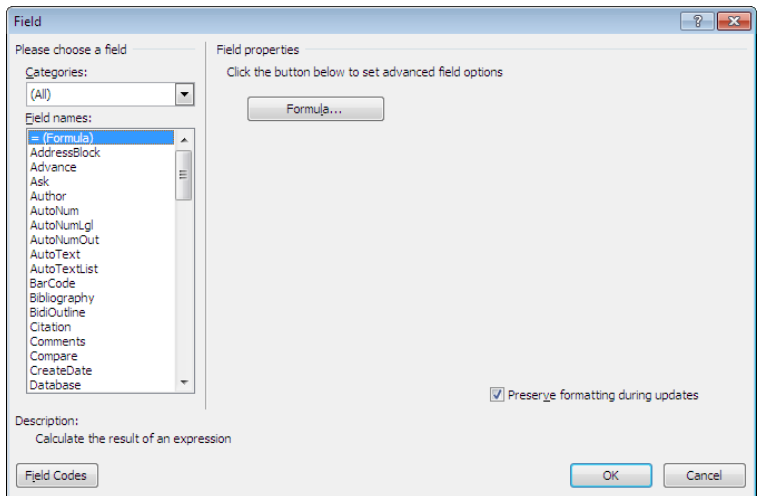 Field
Please choose a field
Categories:
(All)
Field names:
= (Formula)
AddressBlock
Advance
Ask
Author
AutoNum
AutoNumLgl
AutoNumOut
AutoText
AutoTextList
BarCode
Bibliography
BidiOutline
Citation
Comments
Compare
CreateDate
Database
Field properties
Click the button below to set advanced field options
Formula...
Preserve formatting during updates
Description:
Calculate the result of an expression
Field Codes
OK
Cancel